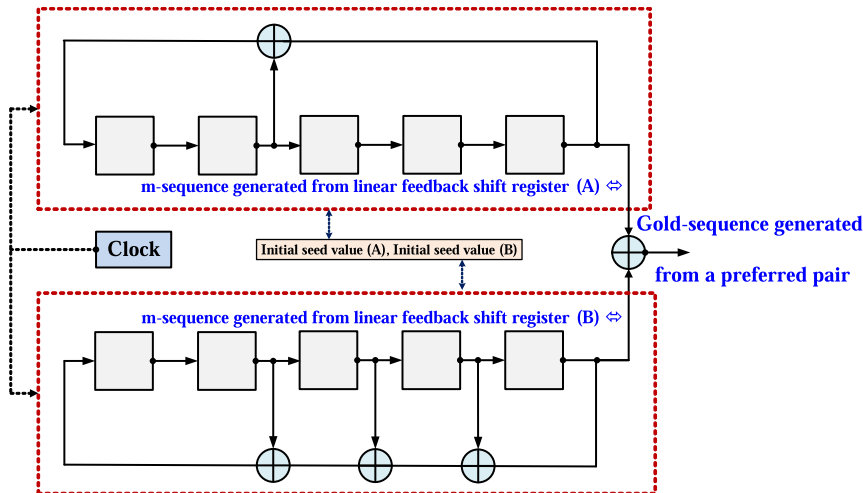 m-sequence generated from linear feedback shift register (A) ⇔
Gold-sequence generated
Clock
Initial seed value (A), Initial seed value (B)
from a preferred pair
m-sequence generated from linear feedback shift register (B) ⇔